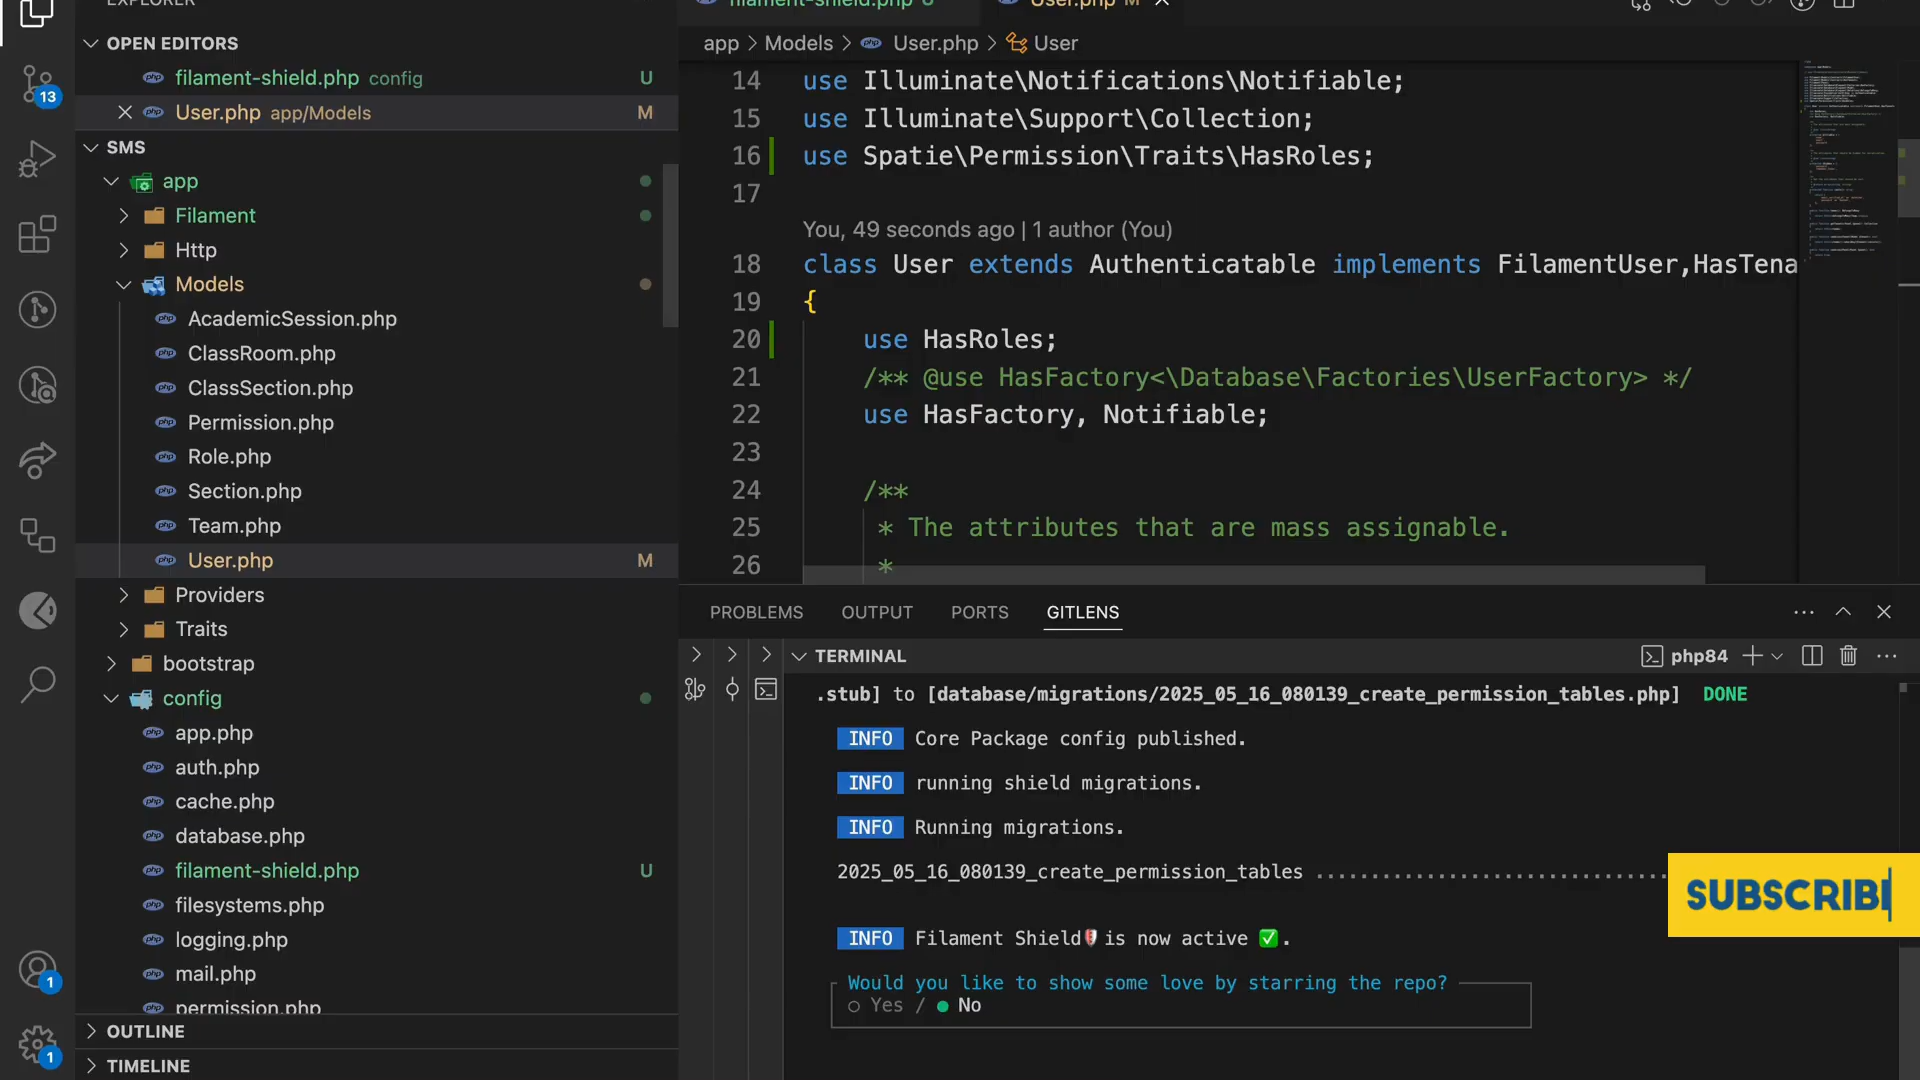 OPEN EDITORS
filament-shield.php config U
User.php app/Models M
SMS
app
Filament
Http
Models
AcademicSession.php
ClassRoom.php
ClassSection.php
Permission.php
Role.php
Section.php
Team.php
User.php M
Providers
Traits
bootstrap
config
app.php
auth.php
cache.php
database.php
filament-shield.php U
filesystems.php
logging.php
mail.php
permission.php
OUTLINE
TIMELINE
13
1
1
filament-shield.php U
User.php M
app > Models > User.php > User
14 use Illuminate\Notifications\Notifiable;
15 use Illuminate\Support\Collection;
16 use Spatie\Permission\Traits\HasRoles;
17
You, 49 seconds ago | 1 author (You)
18 class User extends Authenticatable implements FilamentUser,HasTena
19 {
20 use HasRoles;
21 /** @use HasFactory<\Database\Factories\UserFactory> */
22 use HasFactory, Notifiable;
23
24 /**
25 * The attributes that are mass assignable.
26 *
PROBLEMS OUTPUT PORTS GITLENS
TERMINAL
php84
.stub] to [database/migrations/2025_05_16_080139_create_permission_tables.php] DONE
INFO Core Package config published.
INFO running shield migrations.
INFO Running migrations.
2025_05_16_080139_create_permission_tables ................................
INFO Filament Shield is now active ✅.
Would you like to show some love by starring the repo?
○ Yes / ● No
SUBSCRIBI